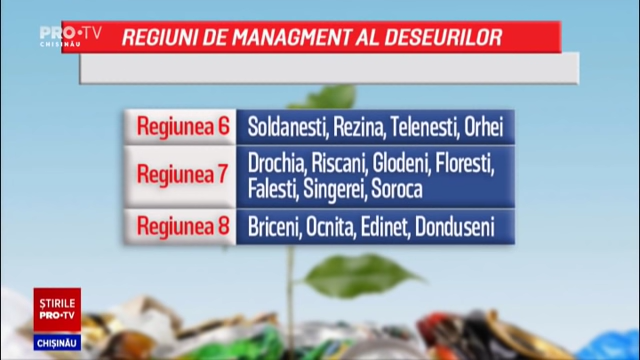 PRO•TV
CHIȘINĂU
REGIUNI DE MANAGMENT AL DESEURILOR
Regiunea 6
Soldanesti, Rezina, Telenesti, Orhei
Regiunea 7
Drochia, Riscani, Glodeni, Floresti,
Falesti, Singerei, Soroca
Regiunea 8
Briceni, Ocnita, Edinet, Donduseni
ȘTIRILE
PRO•TV
CHIȘINĂU